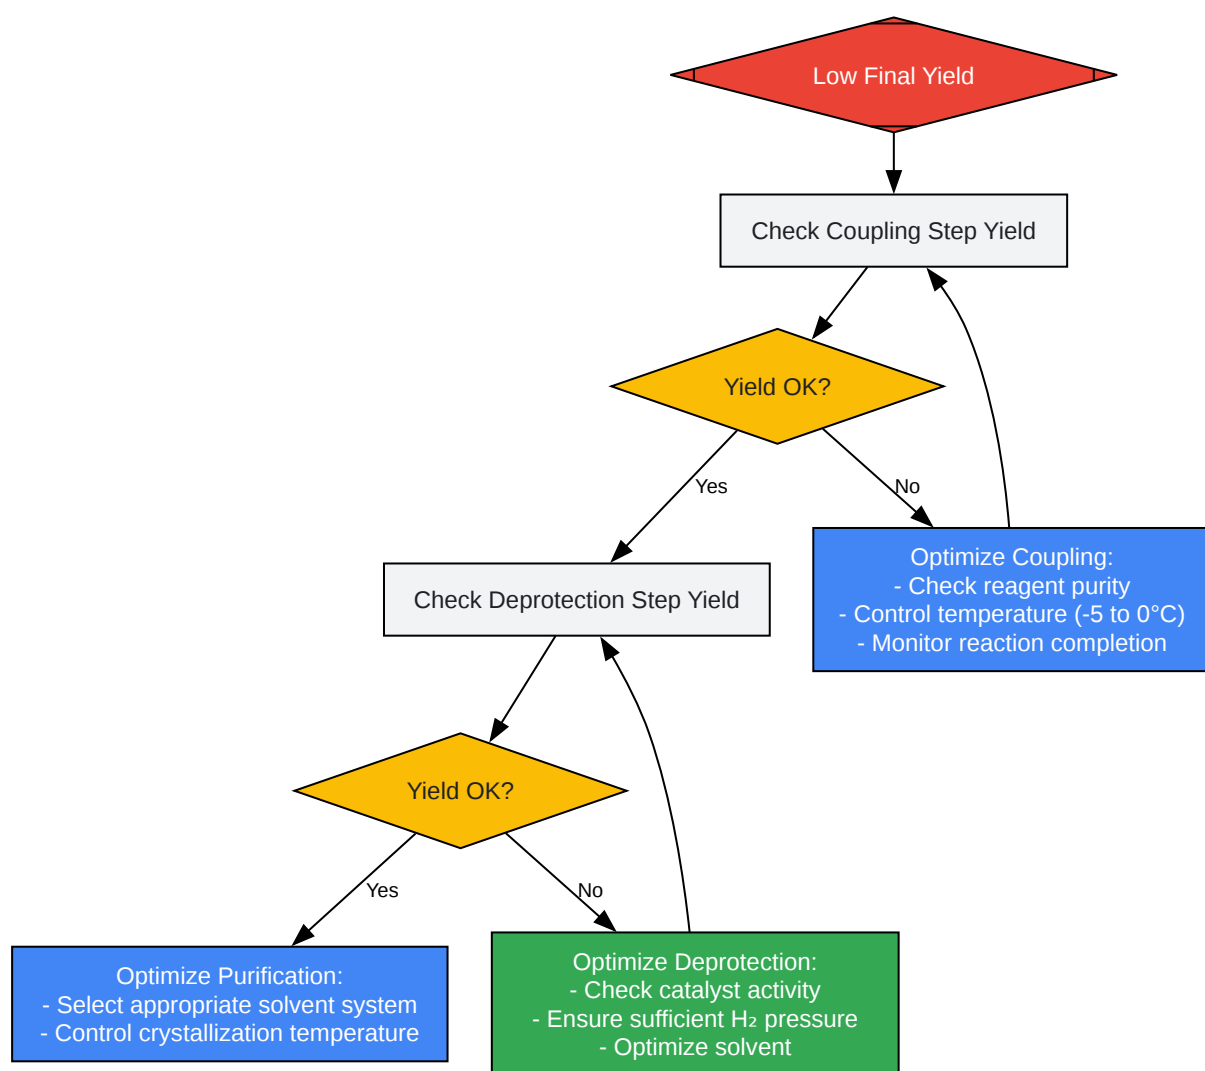 Low Final Yield
Check Coupling Step Yield
Yield OK?
Yes
No
Optimize Coupling:
- Check reagent purity
- Control temperature (-5 to 0°C)
- Monitor reaction completion
Check Deprotection Step Yield
Yield OK?
Yes
No
Optimize Purification:
- Select appropriate solvent system
- Control crystallization temperature
Optimize Deprotection:
- Check catalyst activity
- Ensure sufficient H₂ pressure
- Optimize solvent